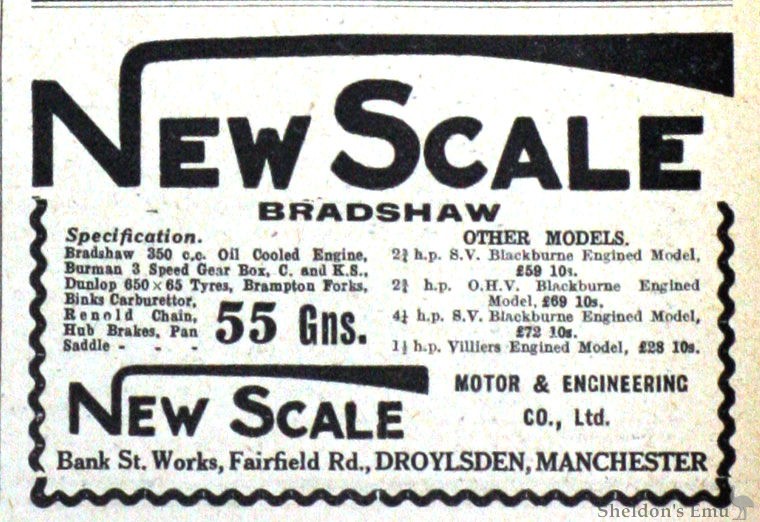 NEW SCALE
BRADSHAW
Specification.
Bradshaw 350 c.c. Oil Cooled Engine,
Burman 3 Speed Gear Box, C. and K.S.,
Dunlop 650 × 65 Tyres, Brampton Forks,
Binks Carburettor,
Renold Chain,
Hub Brakes, Pan
Saddle - - -
55 Gns.
OTHER MODELS.
2¾ h.p. S.V. Blackburne Engined Model,
£59 10s.
2¾ h.p. O.H.V. Blackburne Engined
Model, £69 10s.
4¼ h.p. S.V. Blackburne Engined Model,
£72 10s.
1½ h.p. Villiers Engined Model, £28 10s.
NEW SCALE
MOTOR & ENGINEERING
CO., Ltd.
Bank St. Works, Fairfield Rd., DROYLSDEN, MANCHESTER
Sheldon's Emu